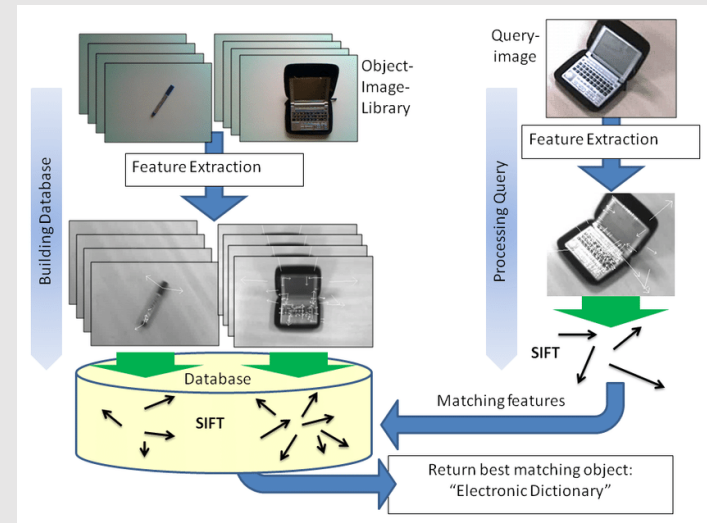 Object-
Image-
Library
Feature Extraction
Building Database
Database
SIFT
Query-
image
Feature Extraction
Processing Query
SIFT
Matching features
Return best matching object:
“Electronic Dictionary”